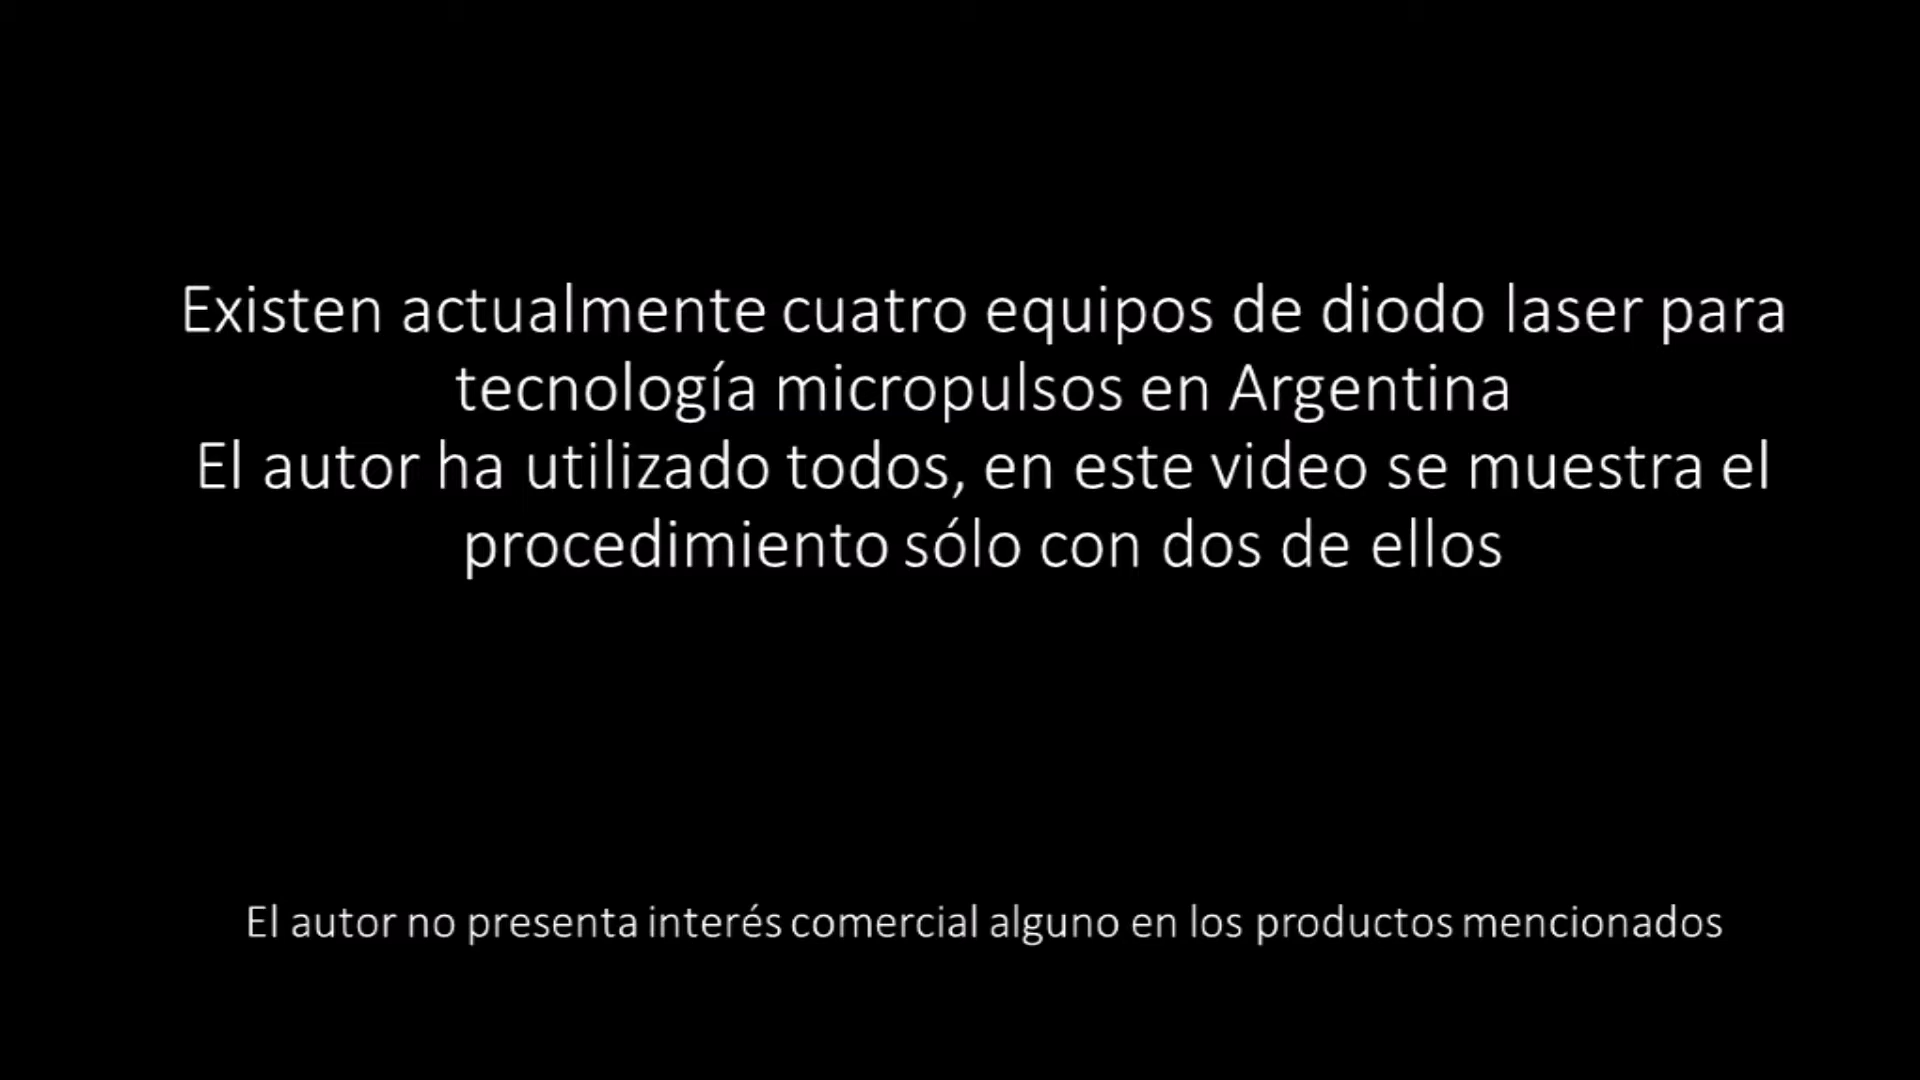 Existen actualmente cuatro equipos de diodo laser para
tecnología micropulsos en Argentina
El autor ha utilizado todos, en este video se muestra el
procedimiento sólo con dos de ellos
El autor no presenta interés comercial alguno en los productos mencionados